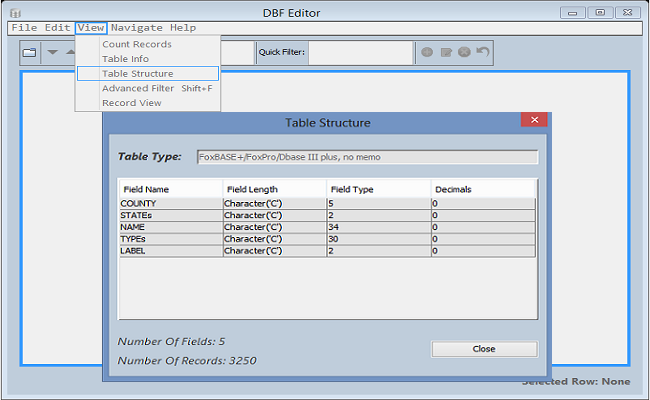 DBF Editor
File Edit View Navigate Help
Quick Filter:
Count Records
Table Info
Table Structure
Advanced Filter Shift+F
Record View
Table Structure
Table Type: FoxBASE+/FoxPro/Dbase III plus, no memo
Field Name Field Length Field Type Decimals
COUNTY Character('C') 5 0
STATEs Character('C') 2 0
NAME Character('C') 34 0
TYPEs Character('C') 30 0
LABEL Character('C') 2 0
Number Of Fields: 5
Close
Number Of Records: 3250
Selected Row: None